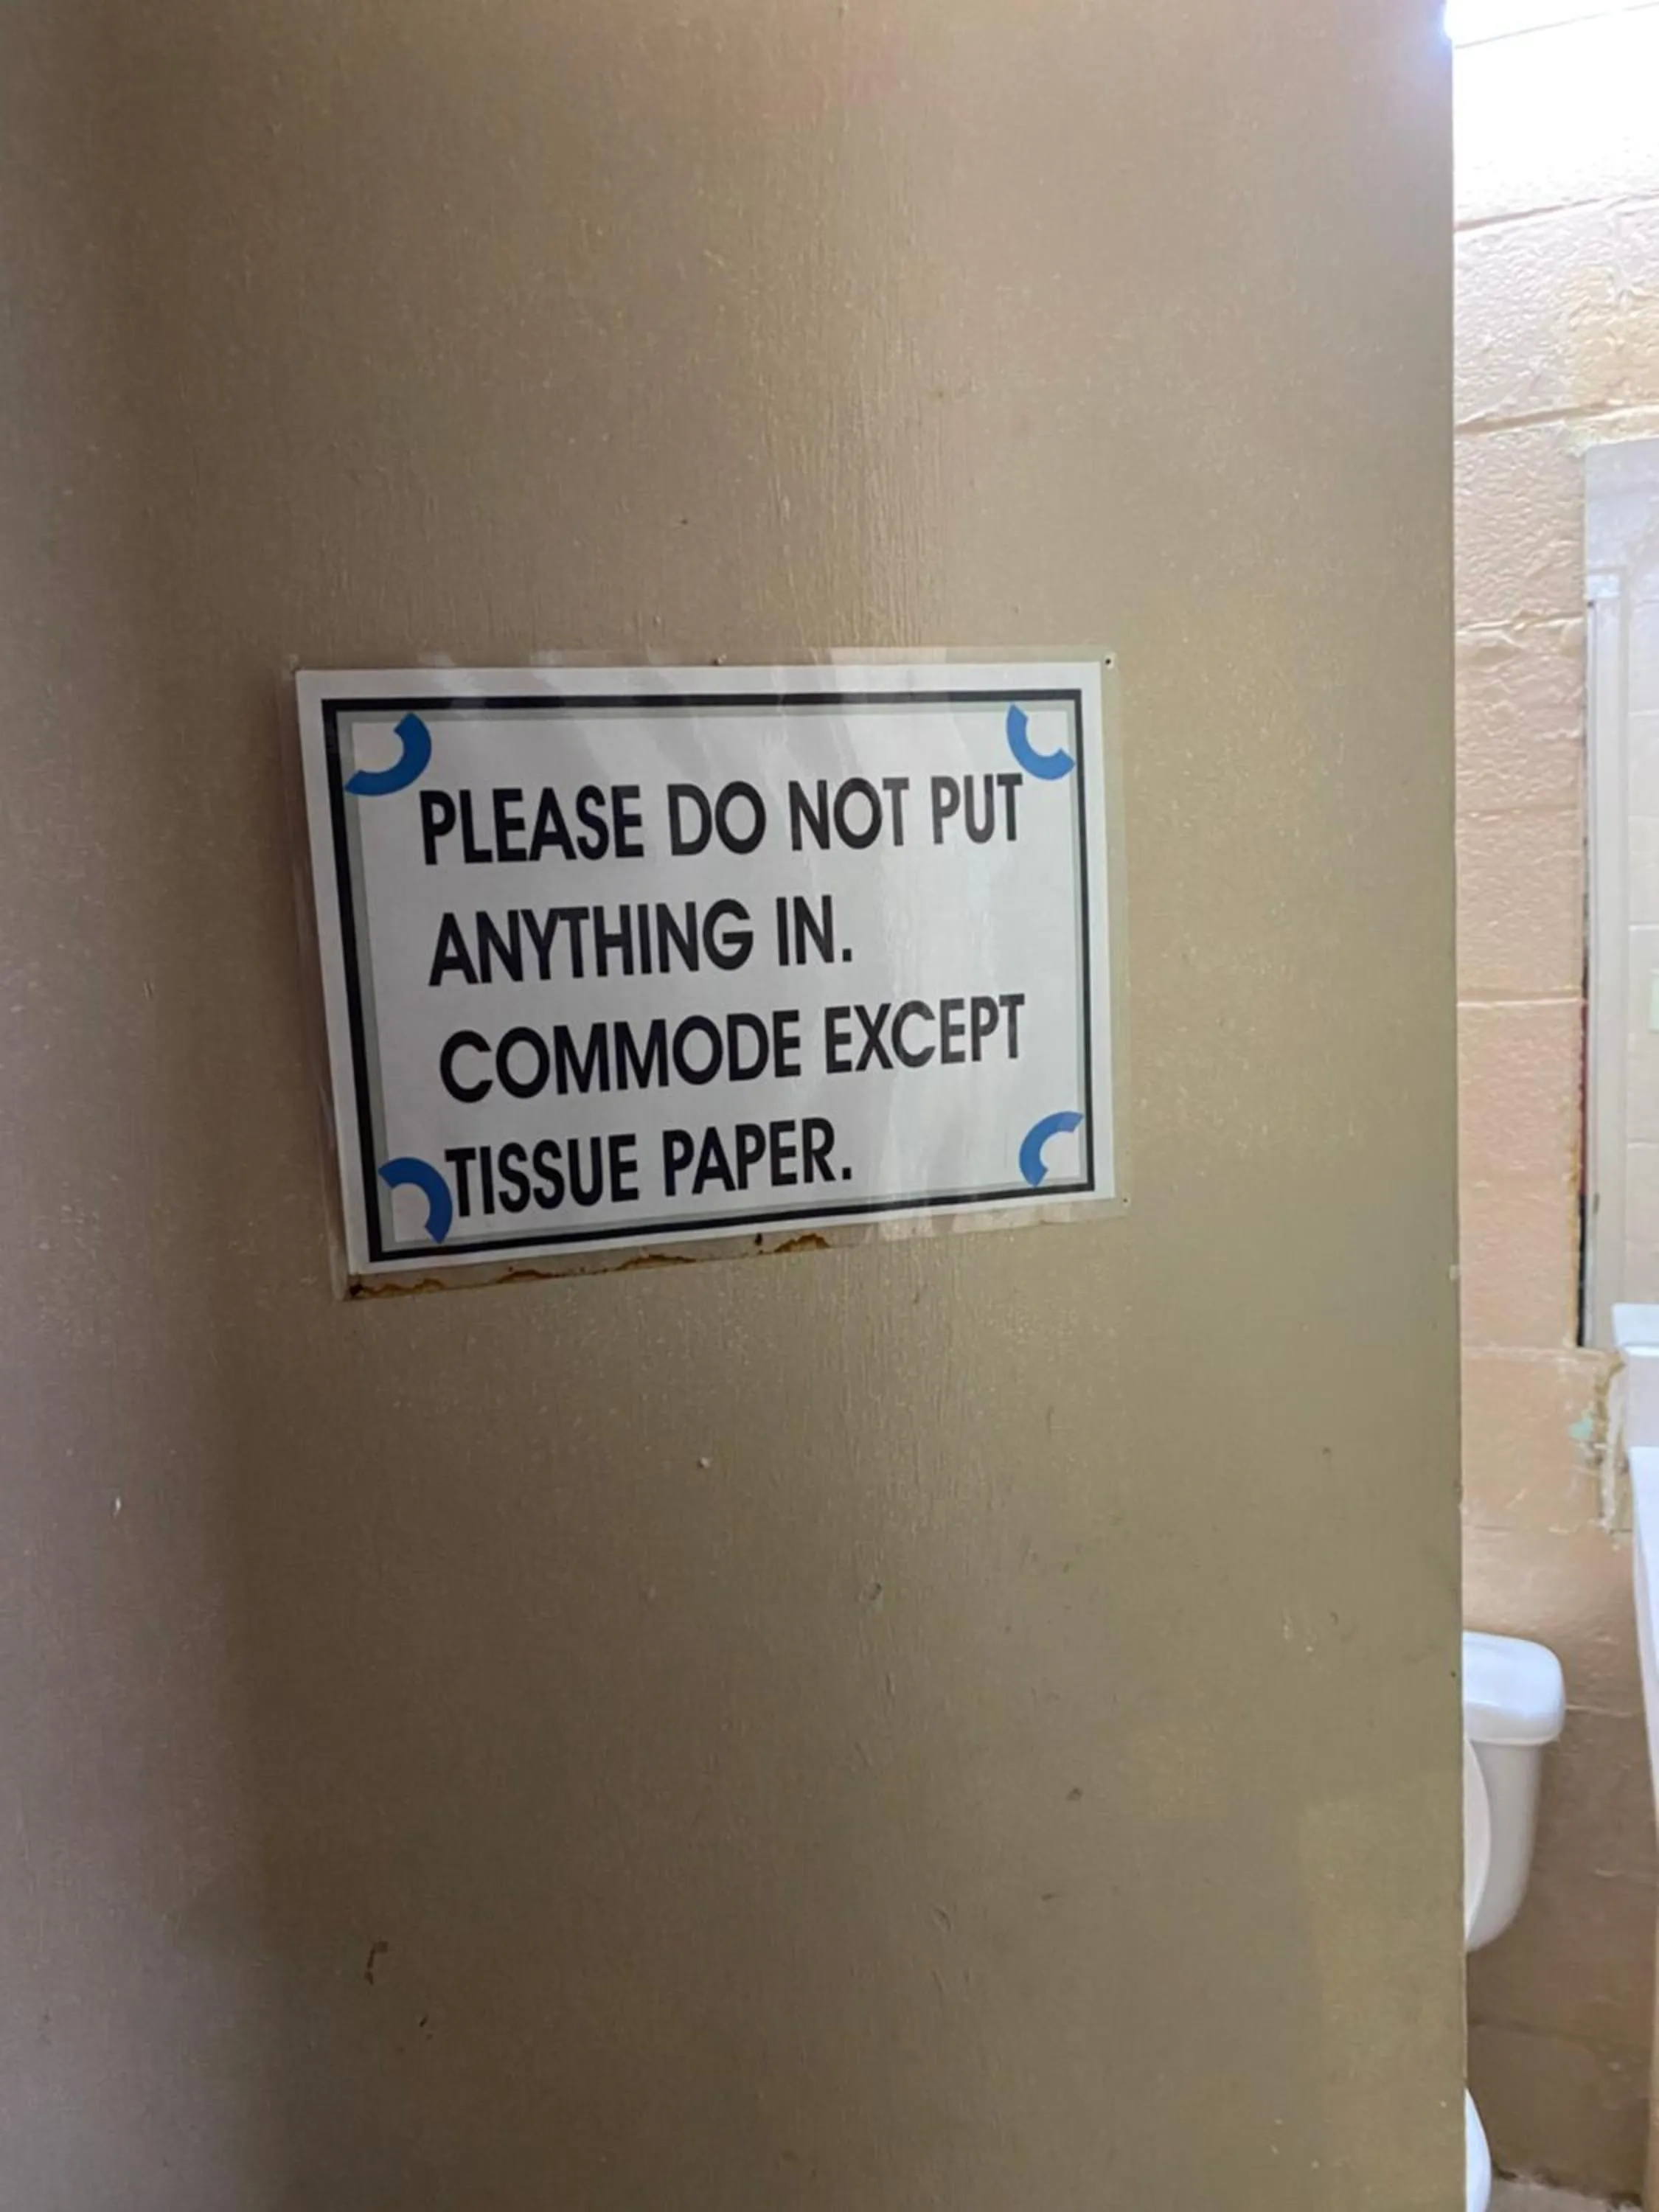 PLEASE DO NOT PUT
ANYTHING IN.
COMMODE EXCEPT
TISSUE PAPER.